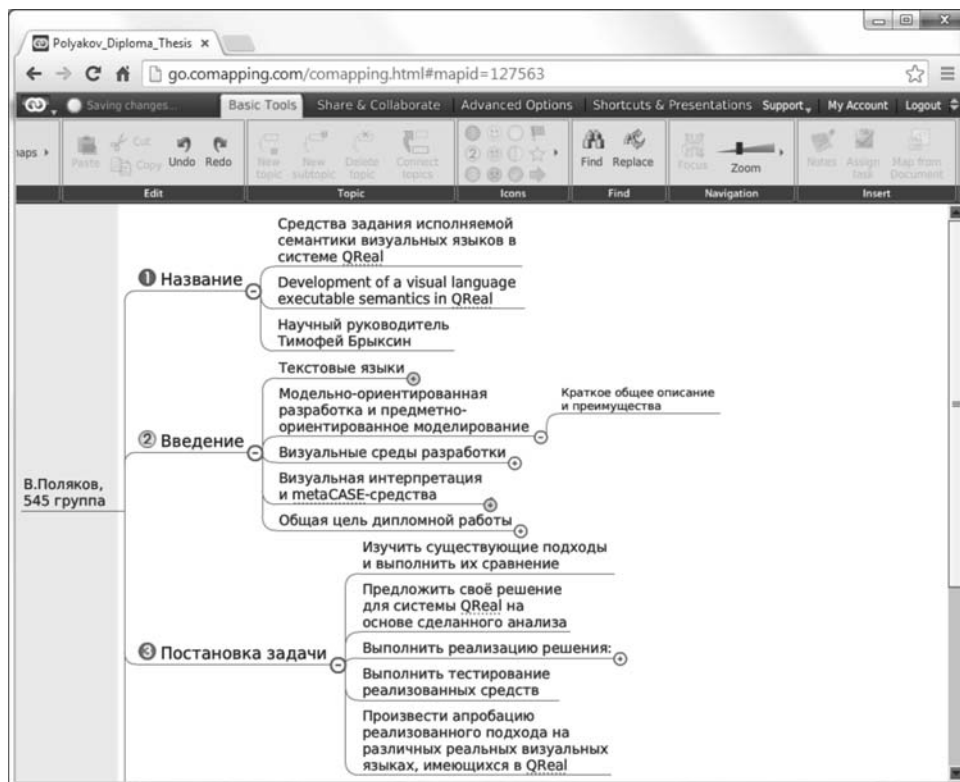 Polyakov_Diploma_Thesis
go.comapping.com/comapping.html#mapid=127563
Saving changes...
Basic Tools
Share & Collaborate
Advanced Options
Shortcuts & Presentations
Support
My Account
Logout
naps
Paste
Cut
Copy
Undo
Redo
New topic
New subtopic
Delete topic
Connect topics
Find
Replace
Focus
Zoom
Notes
Assign task
Map from Document
Edit
Topic
Icons
Find
Navigation
Insert
В.Поляков,
545 группа
1 Название
Средства задания исполняемой
семантики визуальных языков в
системе QReal
Development of a visual language
executable semantics in QReal
Научный руководитель
Тимофей Брыксин
2 Введение
Текстовые языки
Модельно-ориентированная
разработка и предметно-
ориентированное моделирование
Краткое общее описание
и преимущества
Визуальные среды разработки
Визуальная интерпретация
и metaCASE-средства
Общая цель дипломной работы
3 Постановка задачи
Изучить существующие подходы
и выполнить их сравнение
Предложить своё решение
для системы QReal на
основе сделанного анализа
Выполнить реализацию решения:
Выполнить тестирование
реализованных средств
Произвести апробацию
реализованного подхода на
различных реальных визуальных
языках, имеющихся в QReal